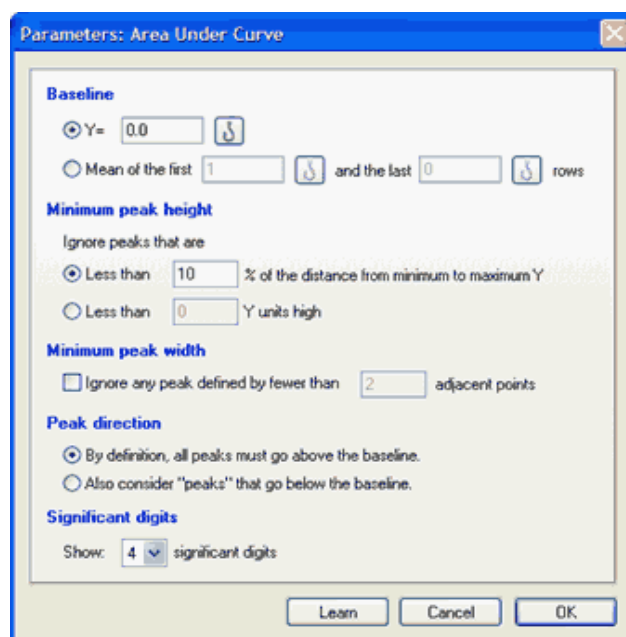 Parameters: Area Under Curve
Baseline
Y= 0.0
Mean of the first 1 and the last 0 rows
Minimum peak height
Ignore peaks that are
Less than 10 % of the distance from minimum to maximum Y
Less than 0 Y units high
Minimum peak width
Ignore any peak defined by fewer than 2 adjacent points
Peak direction
By definition, all peaks must go above the baseline.
Also consider "peaks" that go below the baseline.
Significant digits
Show: 4 significant digits
Learn Cancel OK